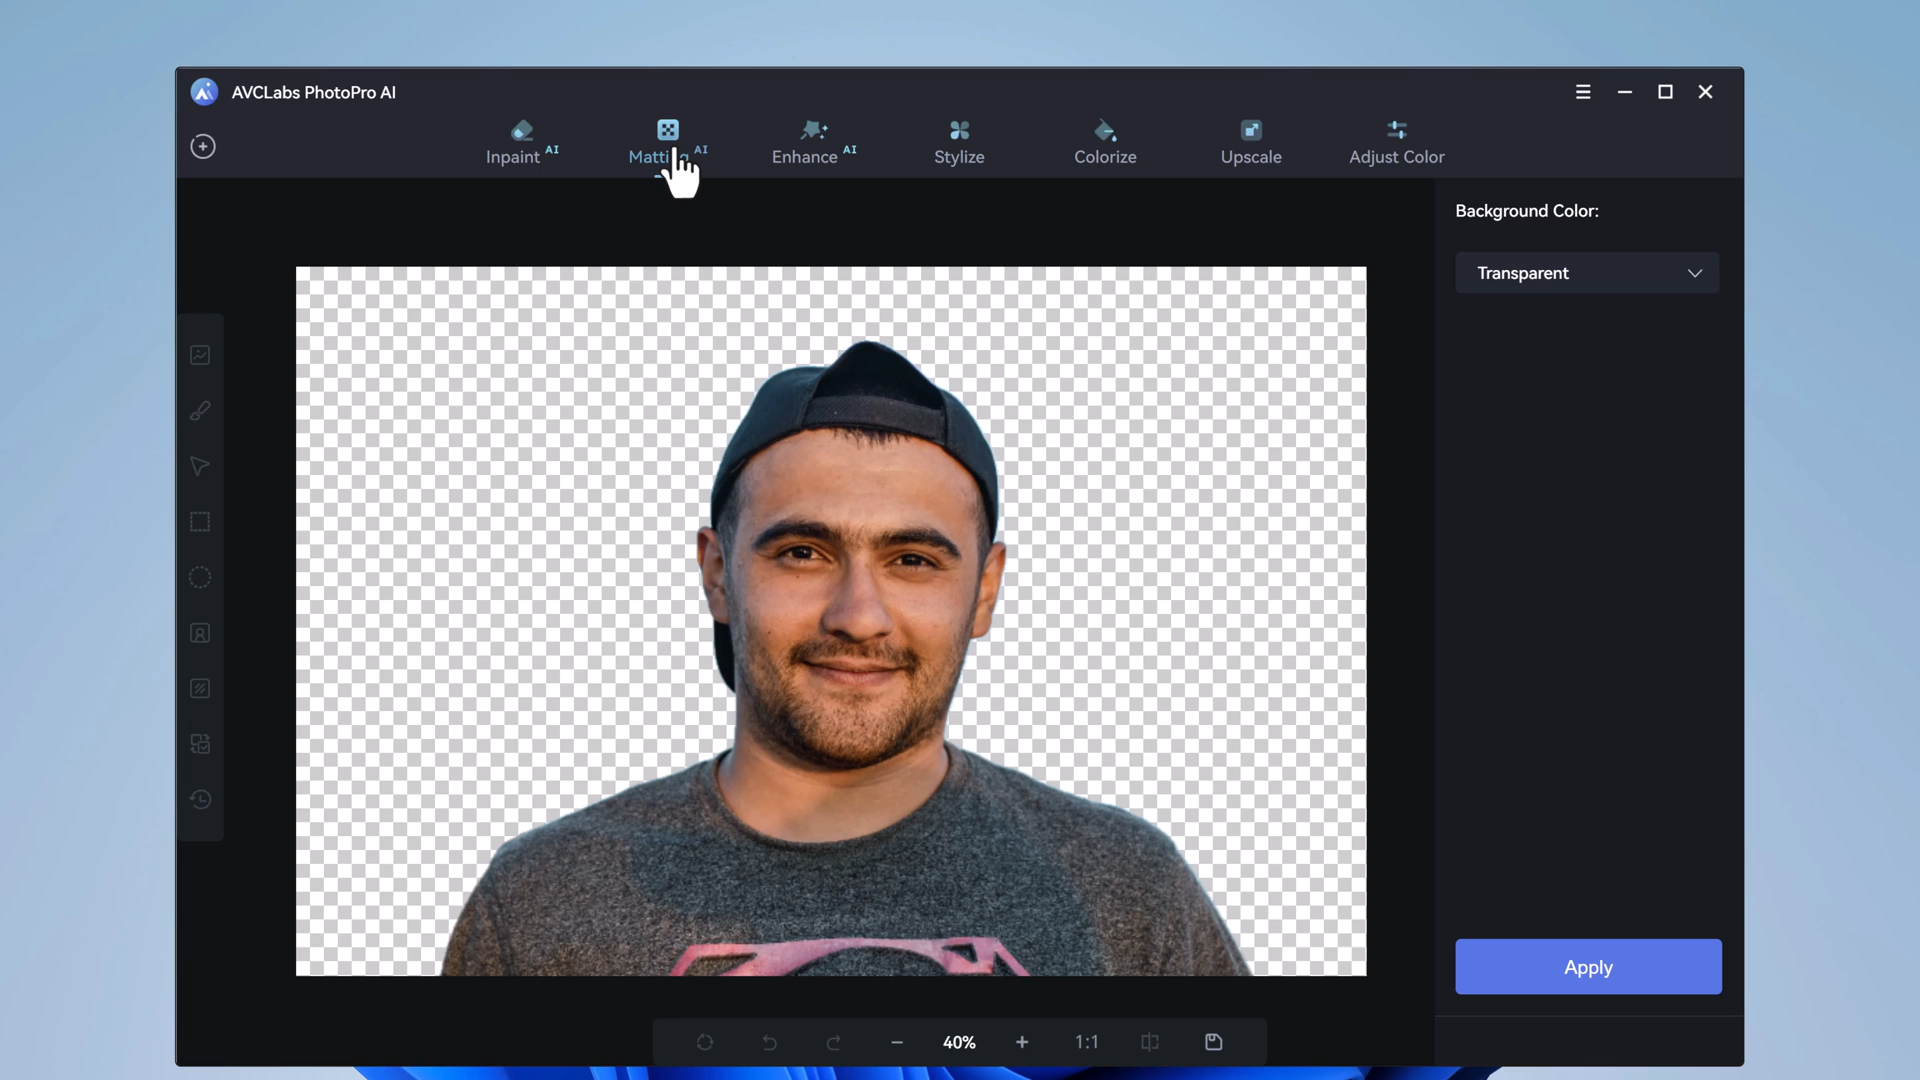 AVCLabs PhotoPro AI
Inpaint AI
Matting AI
Enhance AI
Stylize
Colorize
Upscale
Adjust Color
Background Color:
Transparent
Apply
40%
1:1